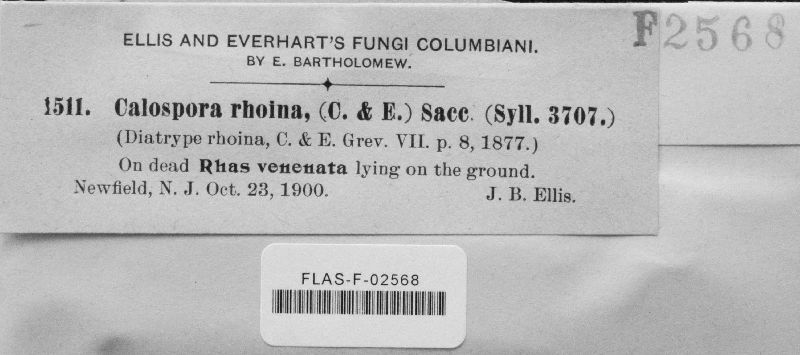 F2568
ELLIS AND EVERHART'S FUNGI COLUMBIANI.
BY E. BARTHOLOMEW.
1511. Calospora rhoina, (C. & E.) Sacc. (Syll. 3707.)
(Diatrype rhoina, C. & E. Grev. VII. p. 8, 1877.)
On dead Rhas venenata lying on the ground.
Newfield, N. J. Oct. 23, 1900. J. B. Ellis.
FLAS-F-02568